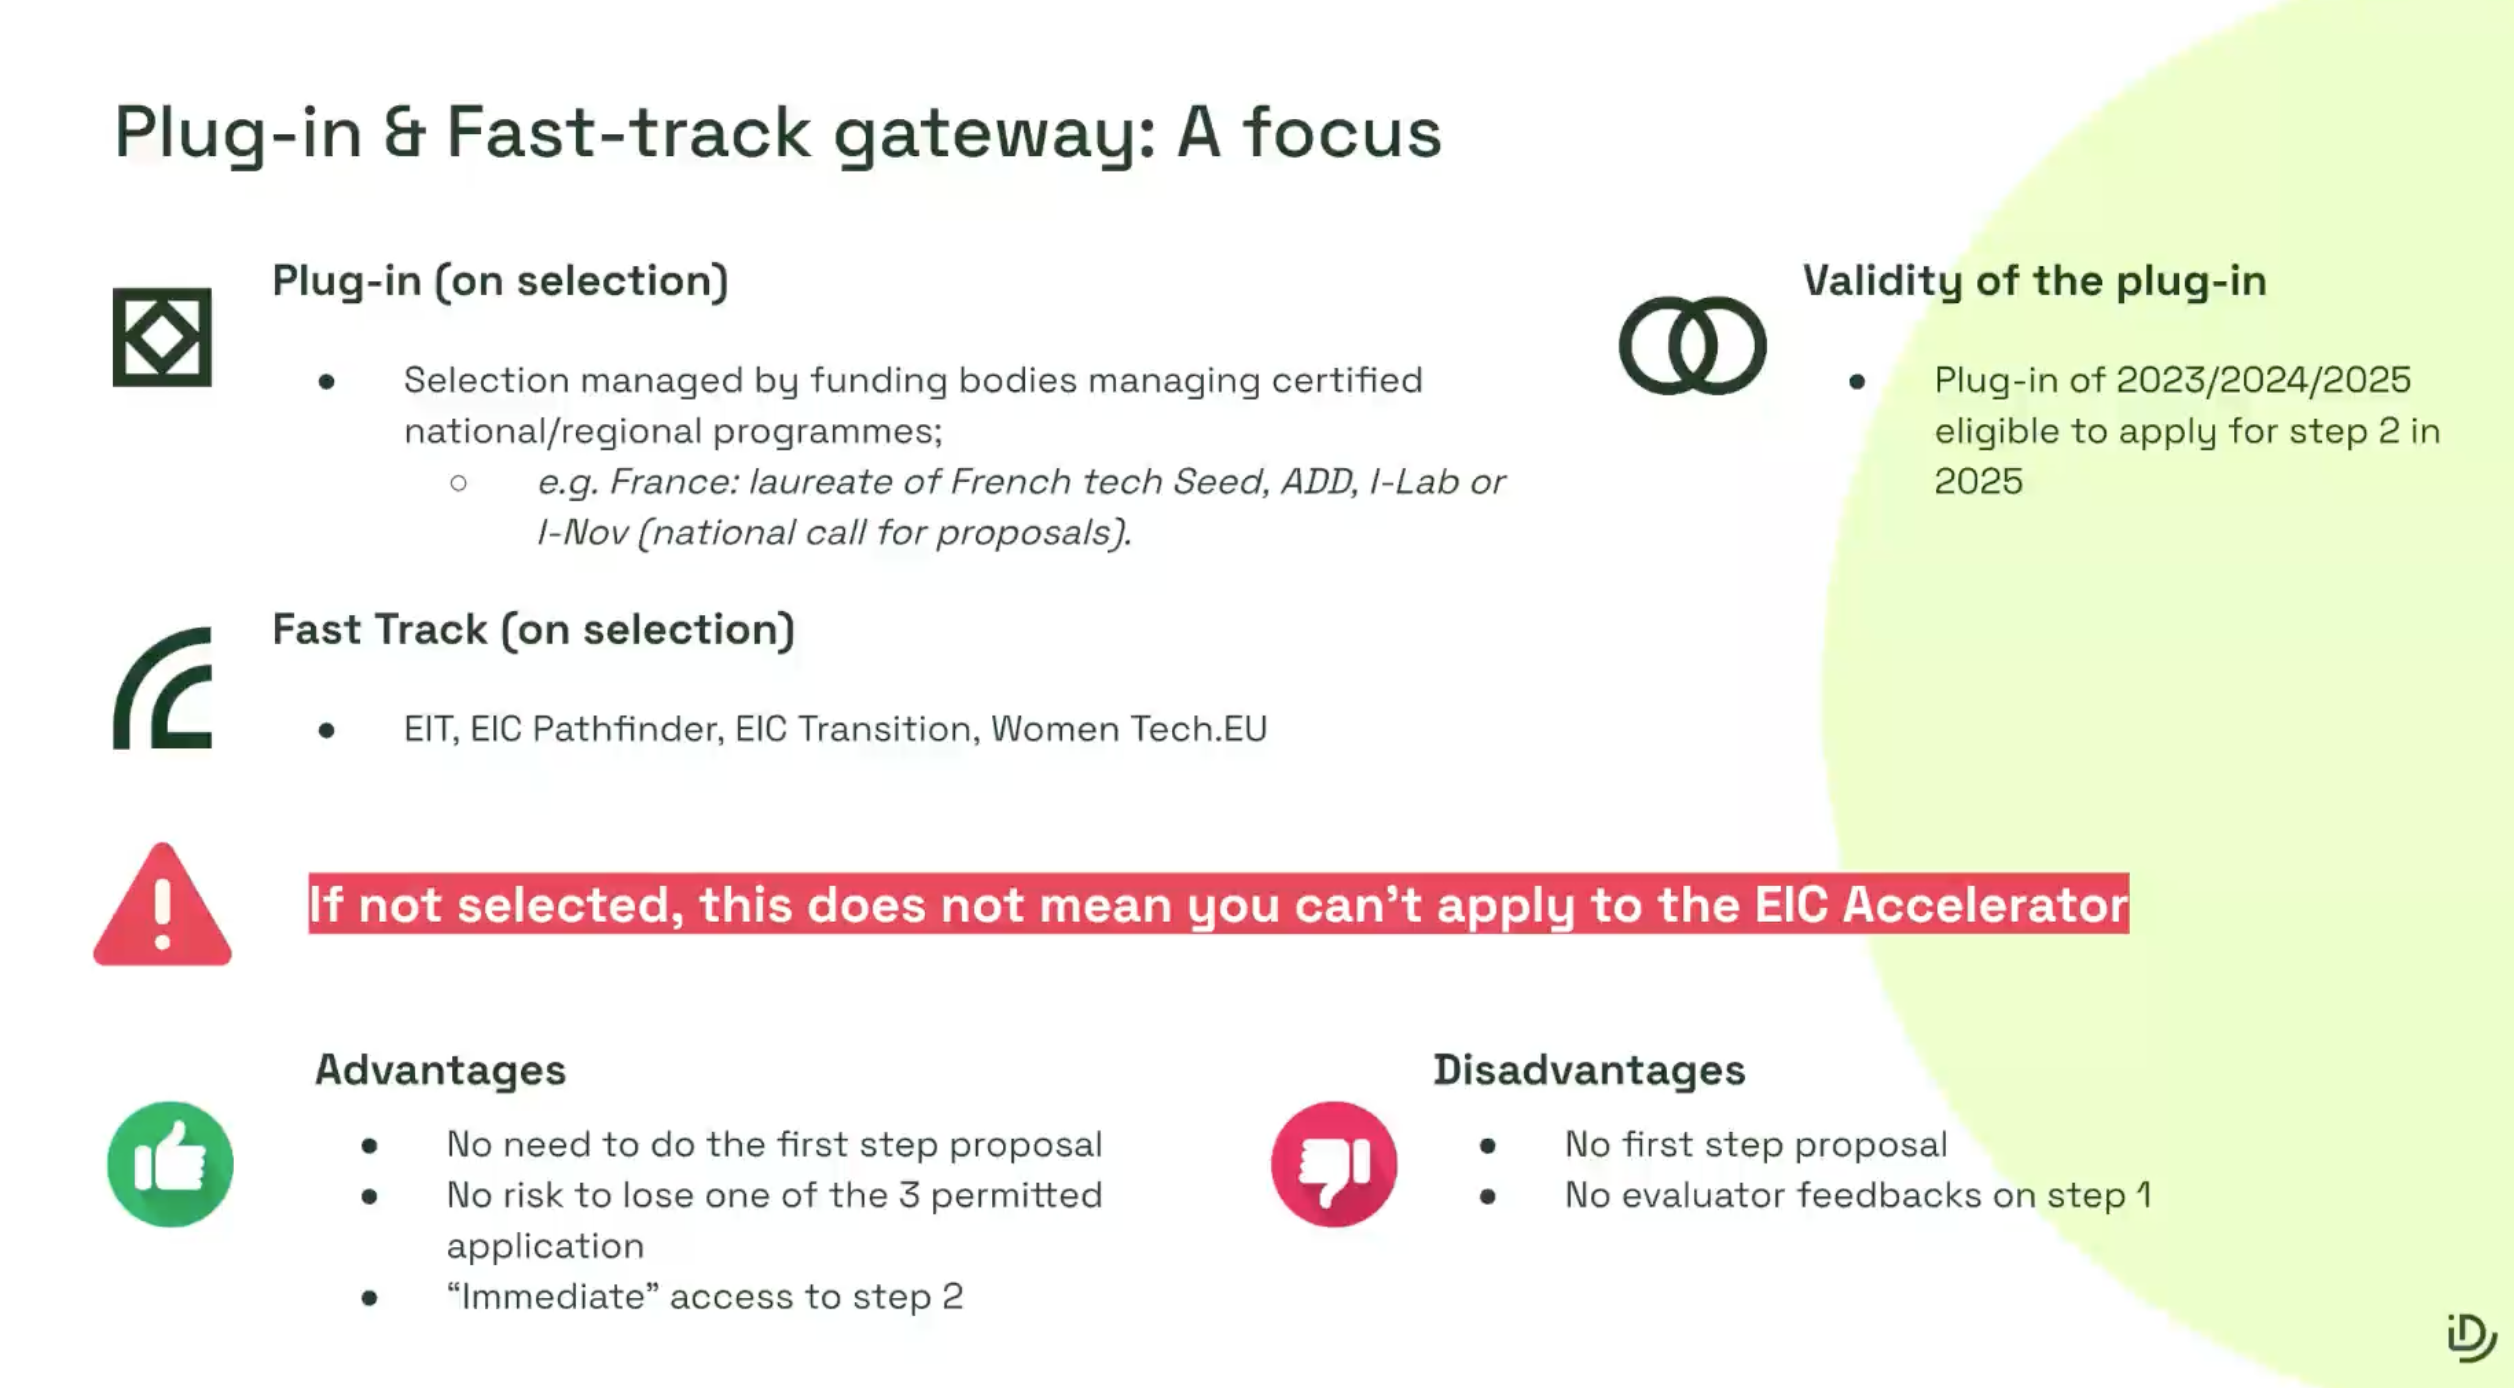 Plug-in & Fast-track gateway: A focus
Plug-in (on selection)
● Selection managed by funding bodies managing certified
national/regional programmes;
○ e.g. France: laureate of French tech Seed, ADD, I-Lab or
I-Nov (national call for proposals).
Validity of the plug-in
● Plug-in of 2023/2024/2025
eligible to apply for step 2 in
2025
Fast Track (on selection)
● EIT, EIC Pathfinder, EIC Transition, Women Tech.EU
If not selected, this does not mean you can't apply to the EIC Accelerator
Advantages
● No need to do the first step proposal
● No risk to lose one of the 3 permitted
application
● “Immediate” access to step 2
Disadvantages
● No first step proposal
● No evaluator feedbacks on step 1
iD